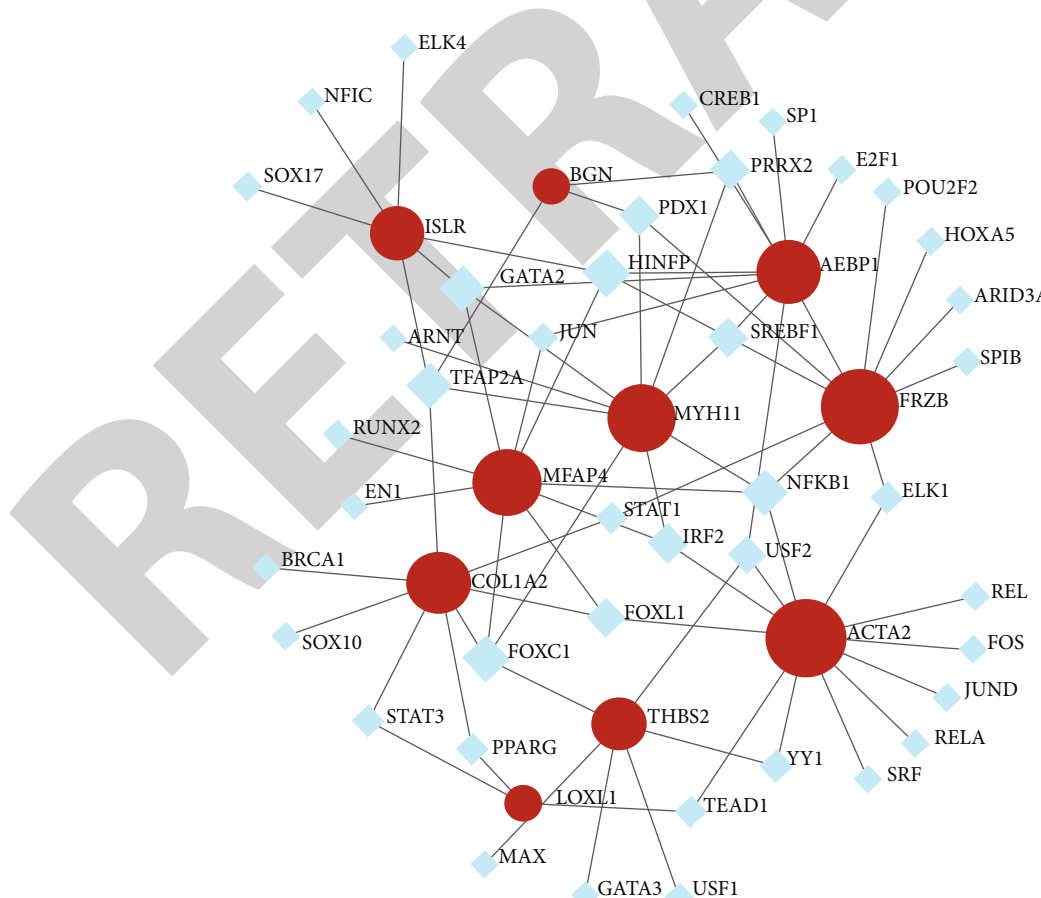 RETRA
ELK4
NFIC
CREB1
SP1
SOX17
BGN
PRRX2
E2F1
POU2F2
ISLR
PDX1
HOXA5
GATA2
HINFP
AEBP1
ARID3A
ARNT
JUN
SREBF1
SPIB
TFAP2A
MYH11
FRZB
RUNX2
MFAP4
NFKB1
EN1
STAT1
ELK1
IRF2
USF2
BRCA1
COL1A2
REL
FOXL1
ACTA2
SOX10
FOXC1
FOS
JUND
STAT3
THBS2
RELA
PPARG
YY1
SRF
LOXL1
TEAD1
MAX
GATA3
USF1